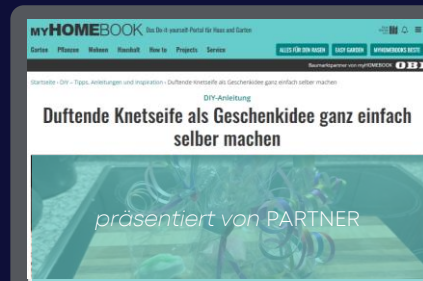 MYHOMEBOOK Das Do-it-yourself-Portal für Haus und Garten
Garten Pflanzen Wohnen Haushalt How to Projects Service
ALLES FÜR DEN RASEN EASY GARDEN MYHOMEBOOKS BESTE
Baumarktpartner von myHOMEBOOK OBI
Startseite › DIY – Tipps, Anleitungen und Inspiration › Duftende Knetseife als Geschenkidee ganz einfach selber machen
DIY-Anleitung
Duftende Knetseife als Geschenkidee ganz einfach
selber machen
präsentiert von PARTNER